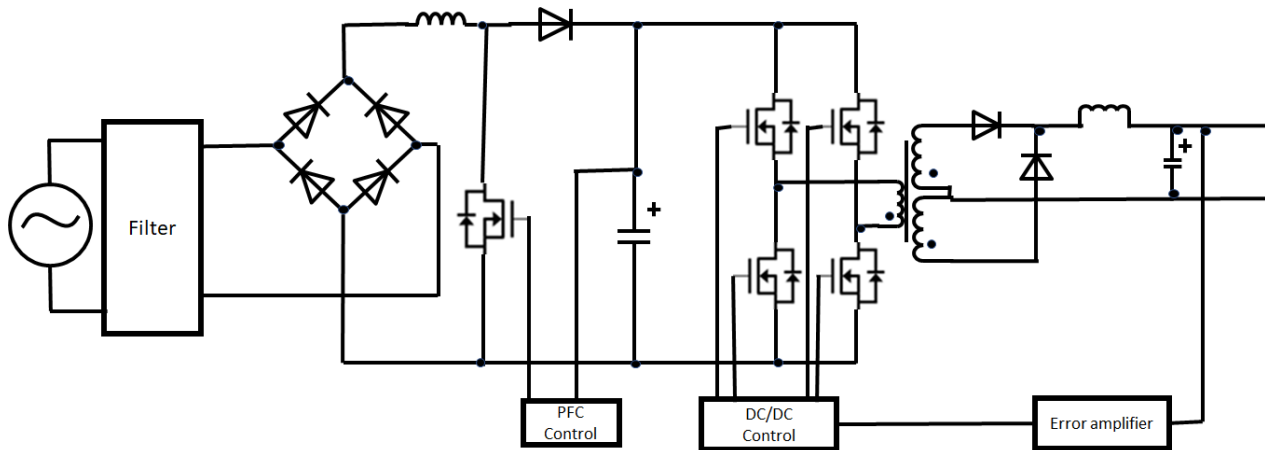 Filter
PFC
Control
DC/DC
Control
Error amplifier
+
+